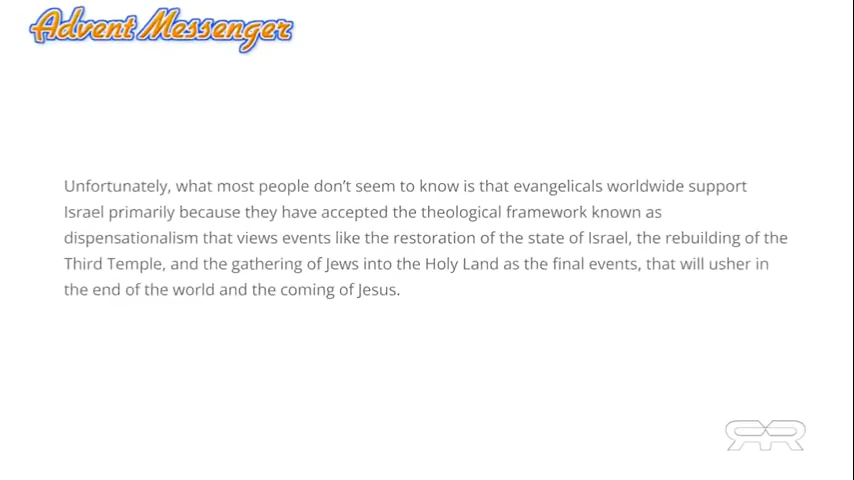 Advent Messenger
Unfortunately, what most people don't seem to know is that evangelicals worldwide support
Israel primarily because they have accepted the theological framework known as
dispensationalism that views events like the restoration of the state of Israel, the rebuilding of the
Third Temple, and the gathering of Jews into the Holy Land as the final events, that will usher in
the end of the world and the coming of Jesus.